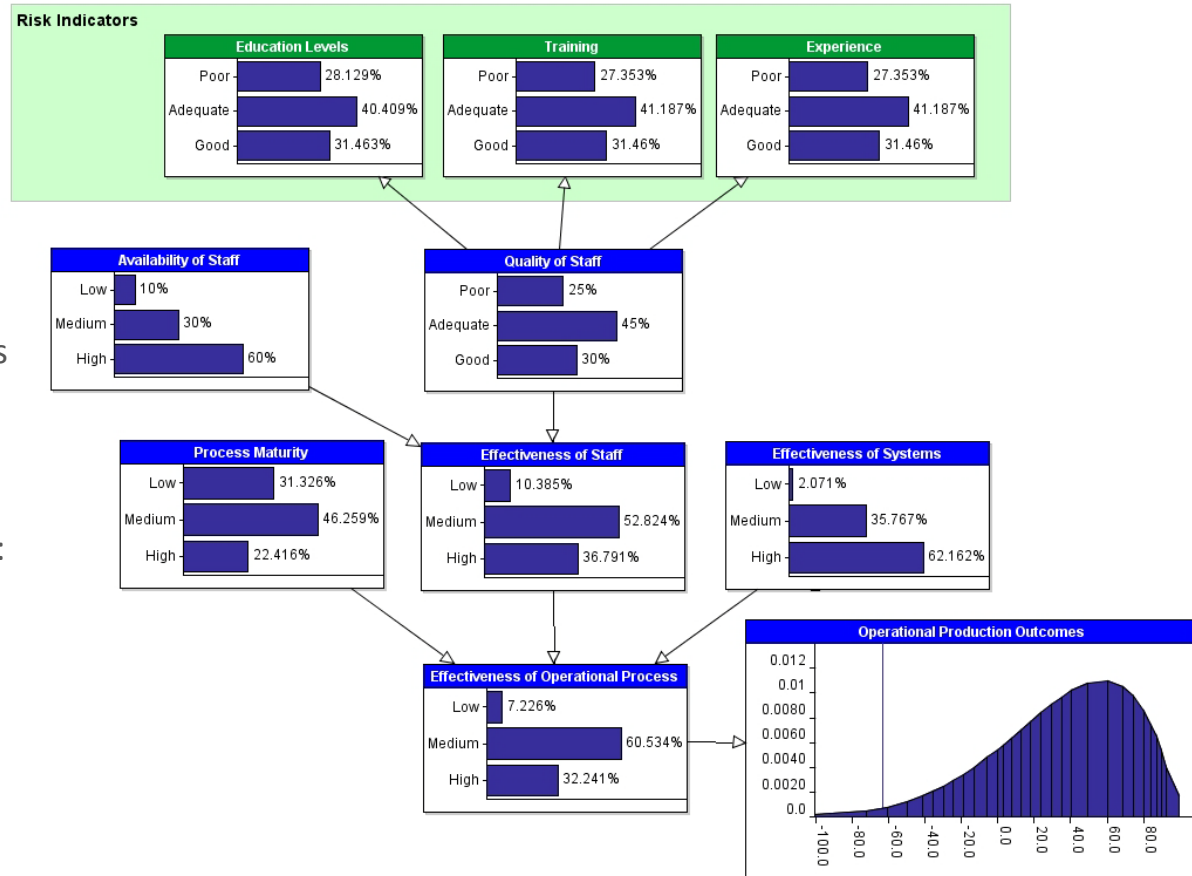 Risk Indicators
Education Levels
Poor 28.129%
Adequate 40.409%
Good 31.463%
Training
Poor 27.353%
Adequate 41.187%
Good 31.46%
Experience
Poor 27.353%
Adequate 41.187%
Good 31.46%
Availability of Staff
Low 10%
Medium 30%
High 60%
Quality of Staff
Poor 25%
Adequate 45%
Good 30%
s
Process Maturity
Low 31.326%
Medium 46.259%
High 22.416%
Effectiveness of Staff
Low 10.385%
Medium 52.824%
High 36.791%
Effectiveness of Systems
Low 2.071%
Medium 35.767%
High 62.162%
:
Effectiveness of Operational Process
Low 7.226%
Medium 60.534%
High 32.241%
Operational Production Outcomes
0.012
0.01
0.0080
0.0060
0.0040
0.0020
0.0
-100.0 -80.0 -60.0 -40.0 -20.0 0.0 20.0 40.0 60.0 80.0